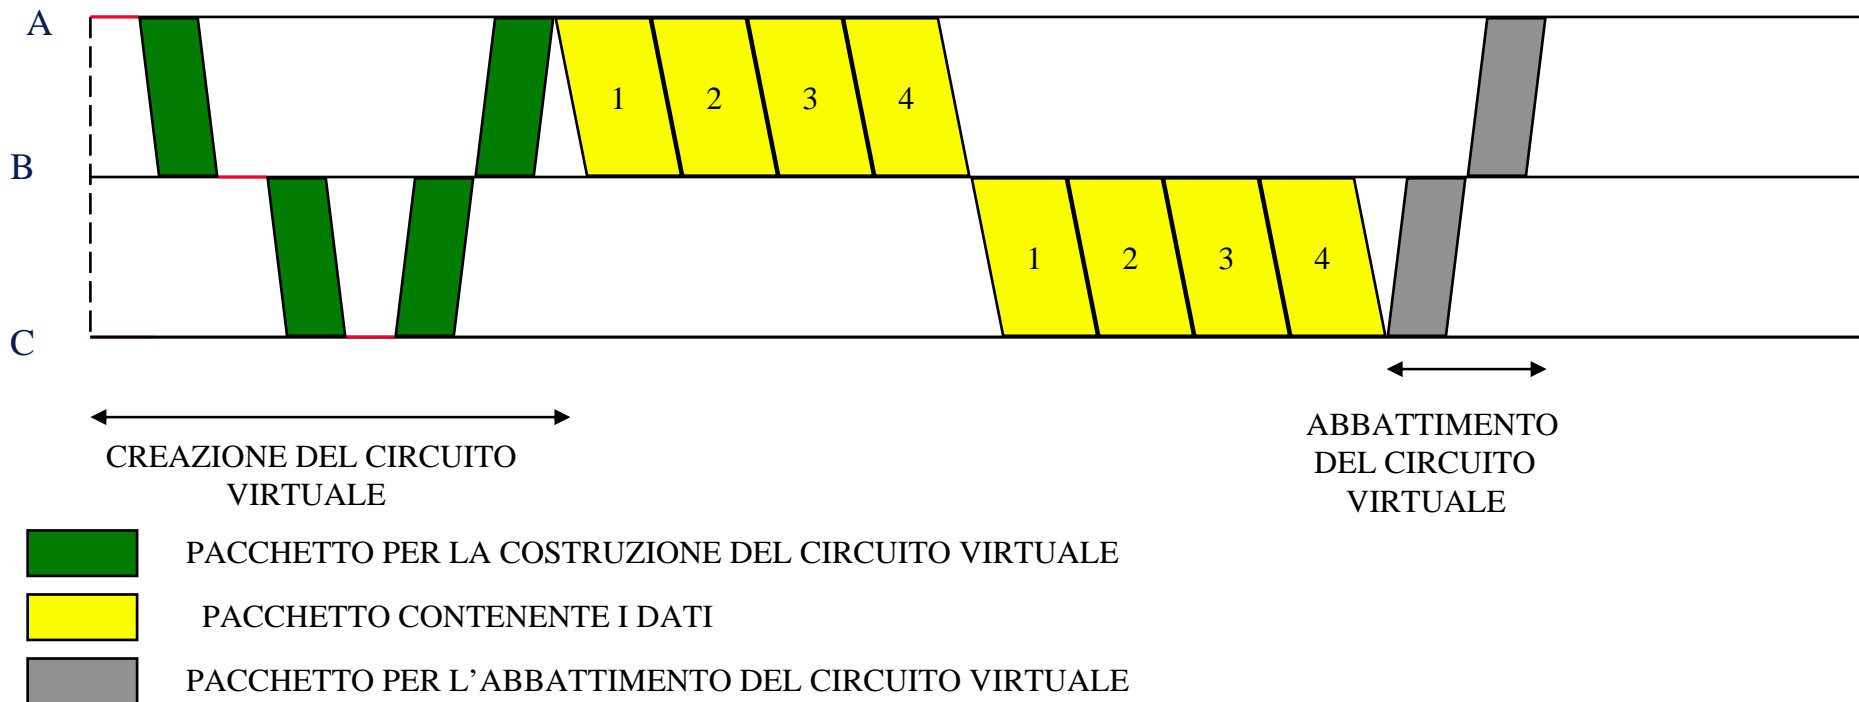 A
1 2 3 4
B
1 2 3 4
C
CREAZIONE DEL CIRCUITO
VIRTUALE
ABBATTIMENTO
DEL CIRCUITO
VIRTUALE
PACCHETTO PER LA COSTRUZIONE DEL CIRCUITO VIRTUALE
PACCHETTO CONTENENTE I DATI
PACCHETTO PER L’ABBATTIMENTO DEL CIRCUITO VIRTUALE